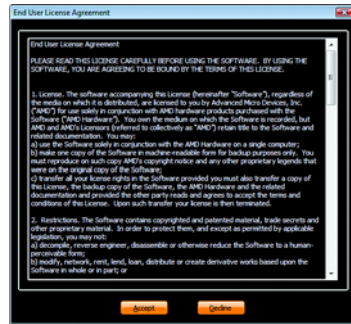 End User License Agreement
End User License Agreement
PLEASE READ THIS LICENSE CAREFULLY BEFORE USING THE SOFTWARE. BY USING THE
SOFTWARE, YOU ARE AGREEING TO BE BOUND BY THE TERMS OF THIS LICENSE.
1. License. The software accompanying this License (hereinafter "Software"), regardless of
the media on which it is distributed, are licensed to you by Advanced Micro Devices, Inc.
("AMD") for use solely in conjunction with AMD hardware products purchased with the
Software ("AMD Hardware"). You own the medium on which the Software is recorded, but
AMD and AMD's Licensors (referred to collectively as "AMD") retain title to the Software and
related documentation. You may:
a) use the Software solely in conjunction with the AMD Hardware on a single computer;
b) make one copy of the Software in machine-readable form for backup purposes only. You
must reproduce on such copy AMD's copyright notice and any other proprietary legends that
were on the original copy of the Software;
c) transfer all your license rights in the Software provided you must also transfer a copy of
this License, the backup copy of the Software, the AMD Hardware and the related
documentation and provided the other party reads and agrees to accept the terms and
conditions of this License. Upon such transfer your license is then terminated.
2. Restrictions. The Software contains copyrighted and patented material, trade secrets and
other proprietary material. In order to protect them, and except as permitted by applicable
legislation, you may not:
a) decompile, reverse engineer, disassemble or otherwise reduce the Software to a human-
perceivable form;
b) modify, network, rent, lend, loan, distribute or create derivative works based upon the
Software in whole or in part; or
Accept Decline